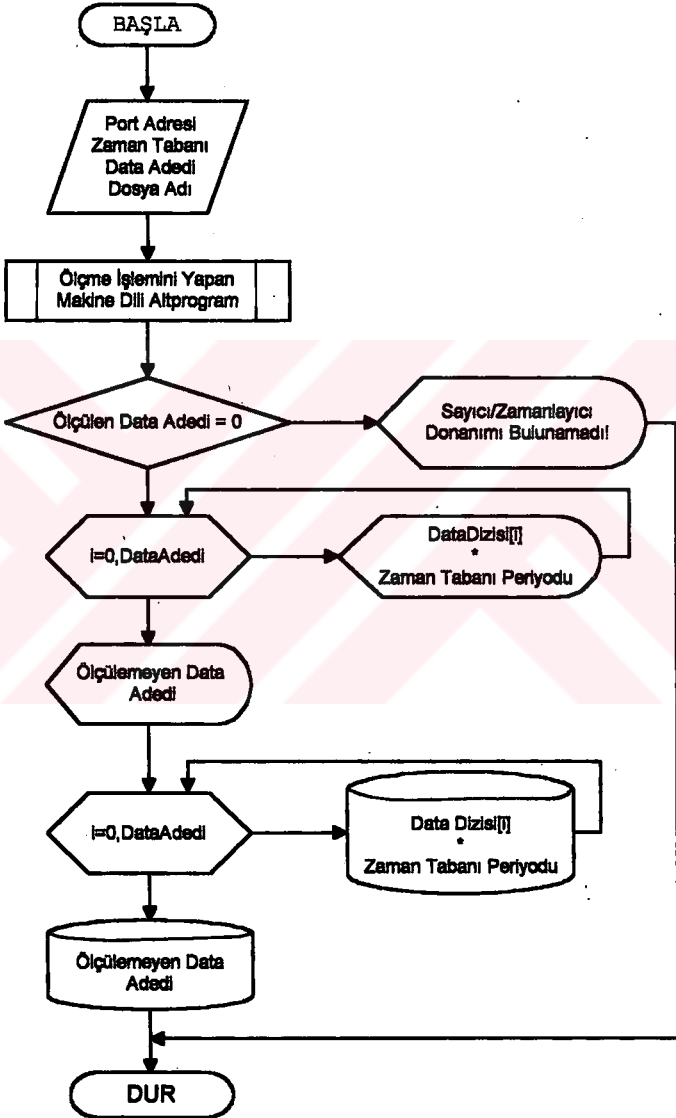 BAŞLA
Port Adresi
Zaman Tabanı
Data Adedi
Dosya Adı
Ölçme İşlemini Yapan
Makine Dili Altprogram
Ölçülen Data Adedi = 0
Sayıcı/Zamanlayıcı
Donanımı Bulunamadı!
i=0,DataAdedi
DataDizisi[i]
*
Zaman Tabanı Periyodu
Ölçülemeyen Data
Adedi
i=0,DataAdedi
Data Dizisi[i]
*
Zaman Tabanı Periyodu
Ölçülemeyen Data
Adedi
DUR